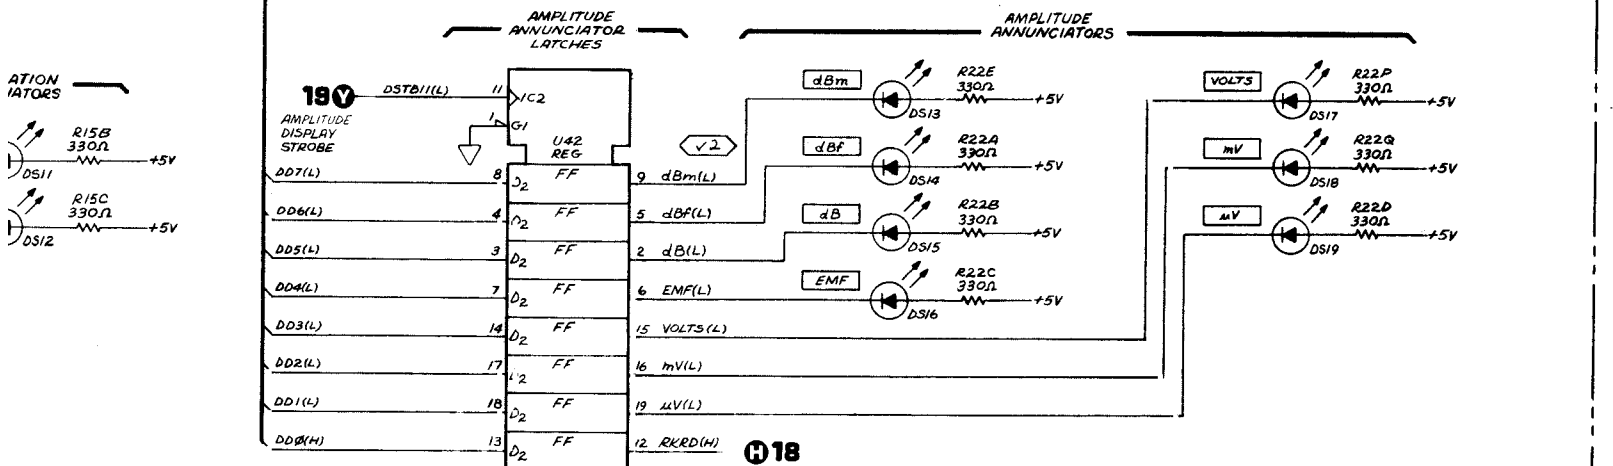 AMPLITUDE
ANNUNCIATOR
LATCHES
AMPLITUDE
ANNUNCIATORS
ATION
IATORS
R15B
330Ω
+5V
DS11
R15C
330Ω
+5V
DS12
19 Y
DSTB11(L)
11
1C2
AMPLITUDE
DISPLAY
STROBE
1
G1
U42
REG
√2
DD7(L) 8 D2 FF 9 dBm(L)
DD6(L) 4 D2 FF 5 dBf(L)
DD5(L) 3 D2 FF 2 dB(L)
DD4(L) 7 D2 FF 6 EMF(L)
DD3(L) 14 D2 FF 15 VOLTS(L)
DD2(L) 17 D2 FF 16 mV(L)
DD1(L) 18 D2 FF 19 μV(L)
DDØ(H) 13 D2 FF 12 RKRD(H)
H 18
dBm
R22E
330Ω
+5V
DS13
dBf
R22A
330Ω
+5V
DS14
dB
R22B
330Ω
+5V
DS15
EMF
R22C
330Ω
+5V
DS16
VOLTS
R22P
330Ω
+5V
DS17
mV
R22Q
330Ω
+5V
DS18
μV
R22D
330Ω
+5V
DS19